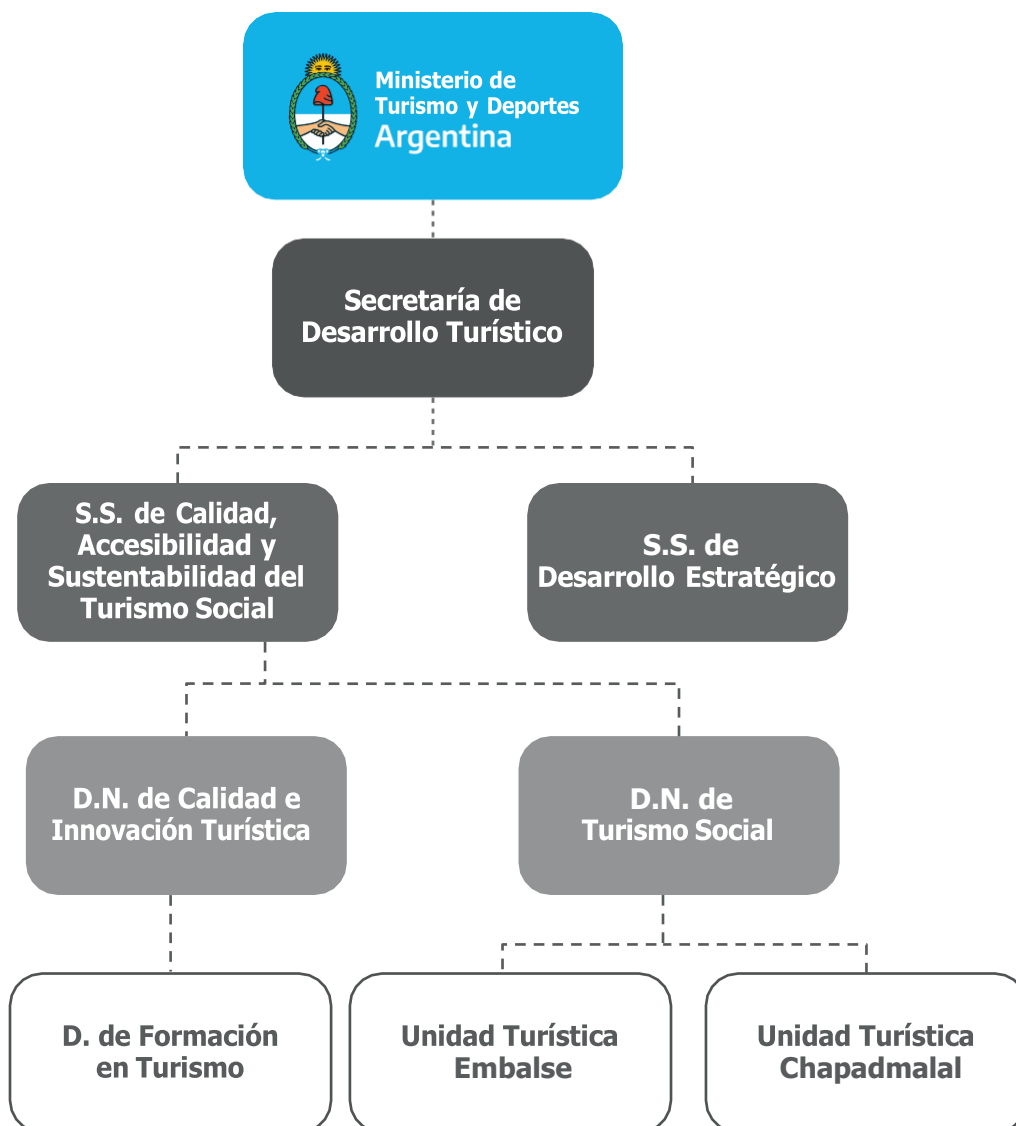 Ministerio de
Turismo y Deportes
Argentina
Secretaría de
Desarrollo Turístico
S.S. de Calidad,
Accesibilidad y
Sustentabilidad del
Turismo Social
S.S. de
Desarrollo Estratégico
D.N. de Calidad e
Innovación Turística
D.N. de
Turismo Social
D. de Formación
en Turismo
Unidad Turística
Embalse
Unidad Turística
Chapadmalal